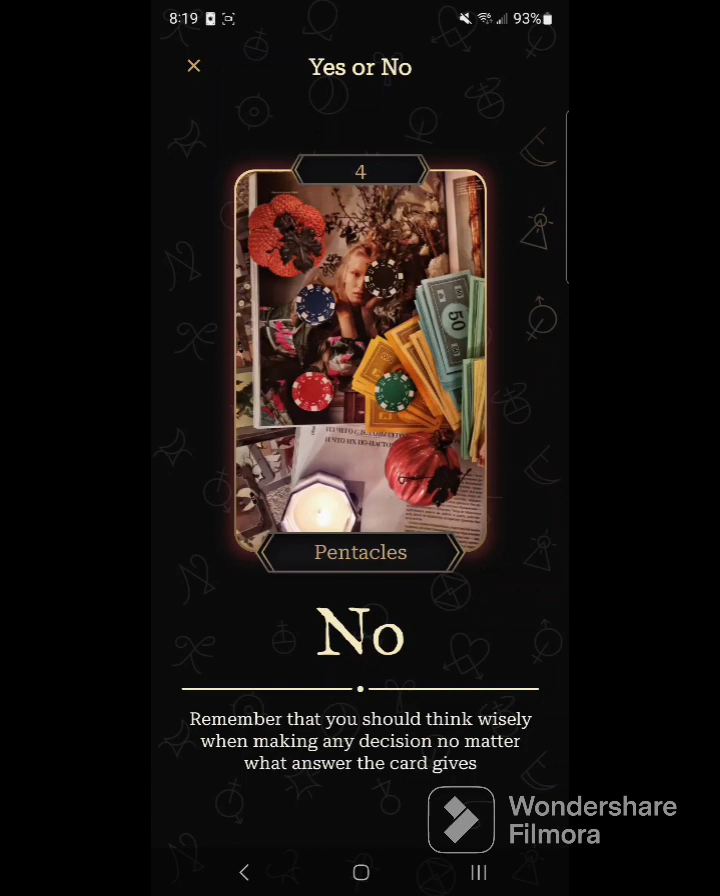 8:19
93%
Yes or No
4
50
Pentacles
No
Remember that you should think wisely
when making any decision no matter
what answer the card gives
Wondershare
Filmora